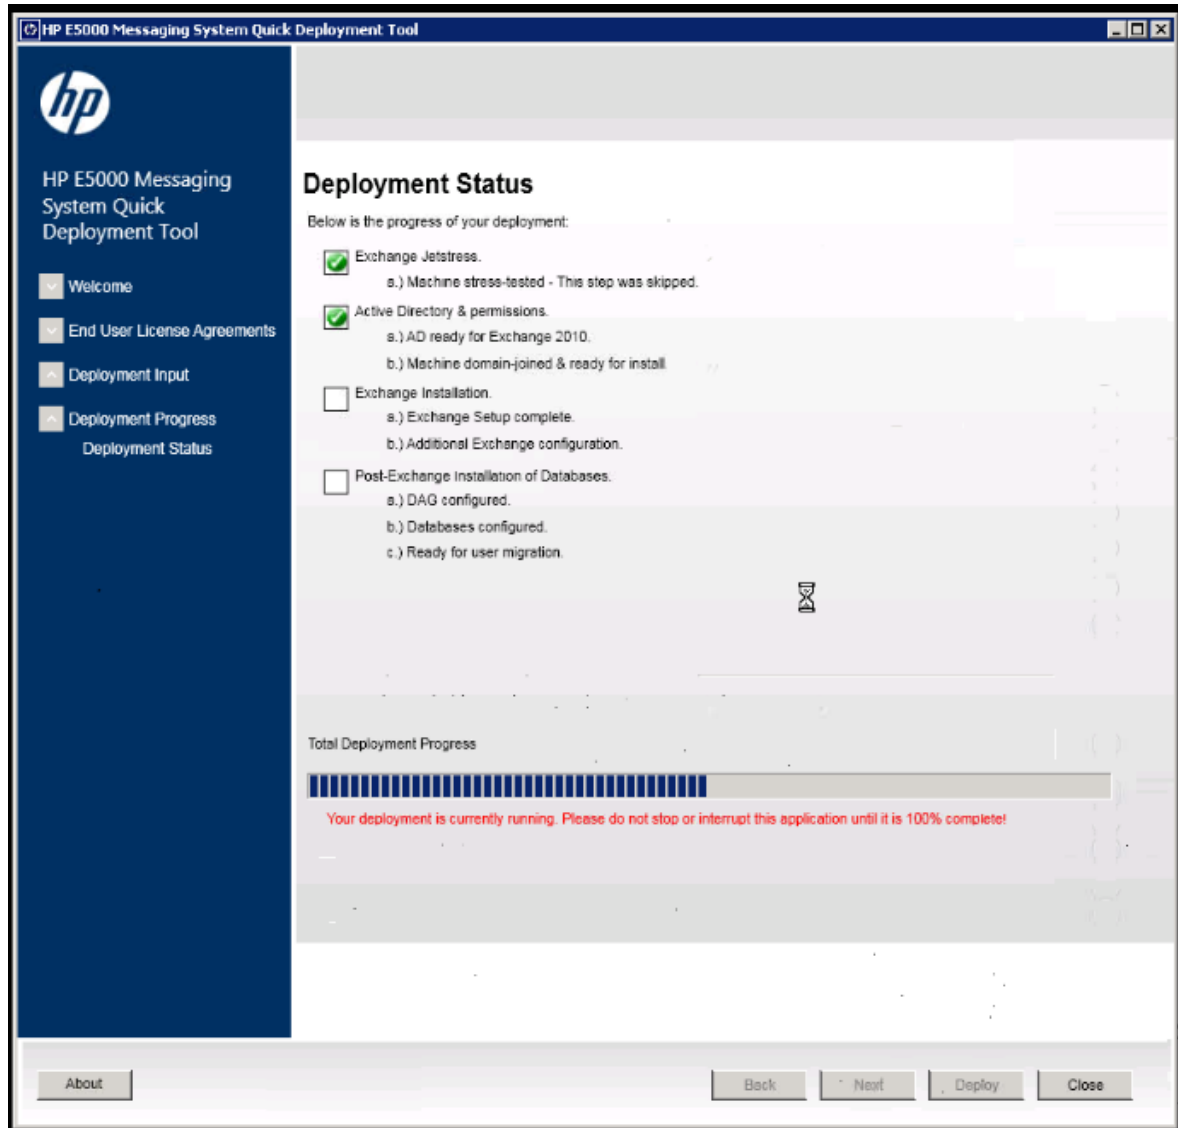 HP E5000 Messaging System Quick Deployment Tool
hp
HP E5000 Messaging
System Quick
Deployment Tool
Welcome
End User License Agreements
Deployment Input
Deployment Progress
Deployment Status
Deployment Status
Below is the progress of your deployment:
Exchange Jetstress.
a.) Machine stress-tested - This step was skipped.
Active Directory & permissions.
a.) AD ready for Exchange 2010.
b.) Machine domain-joined & ready for install.
Exchange Installation.
a.) Exchange Setup complete.
b.) Additional Exchange configuration.
Post-Exchange Installation of Databases.
a.) DAG configured.
b.) Databases configured.
c.) Ready for user migration.
Total Deployment Progress
Your deployment is currently running. Please do not stop or interrupt this application until it is 100% complete!
About
Back
Next
Deploy
Close